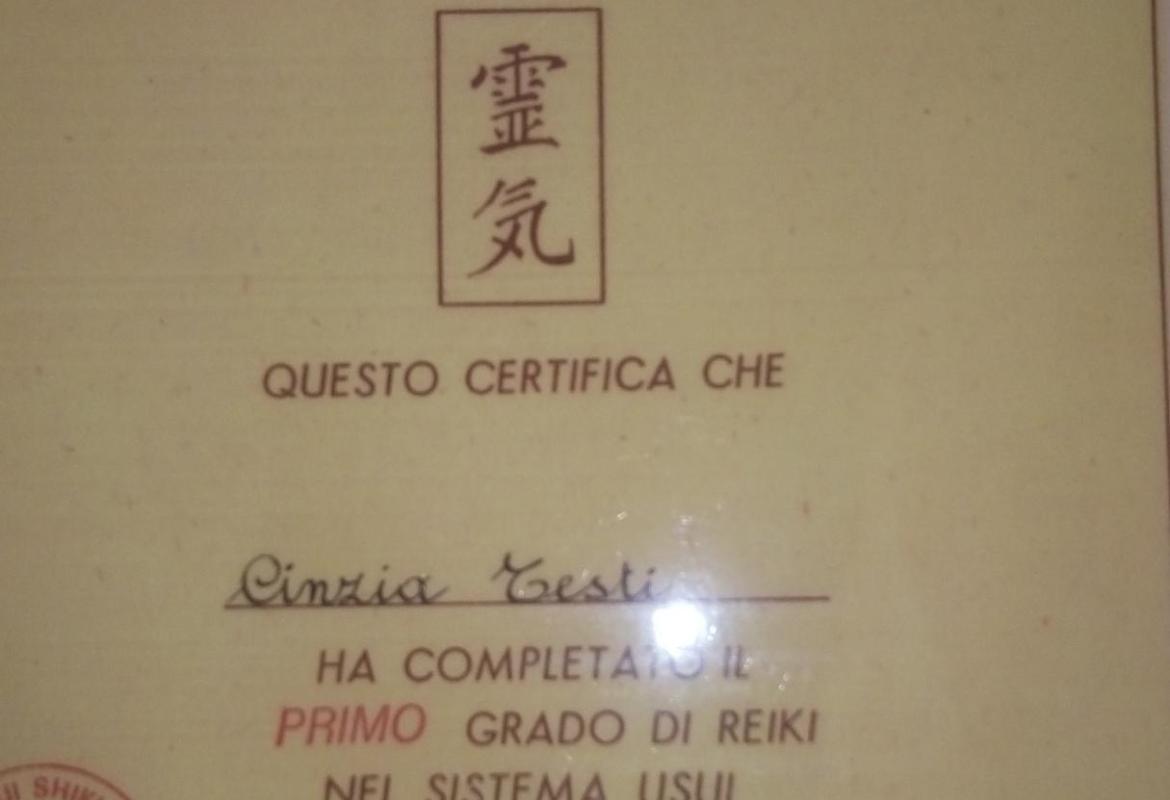 霊
気
QUESTO CERTIFICA CHE
Cinzia Testi
HA COMPLETATO IL
PRIMO GRADO DI REIKI
NEL SISTEMA USUI